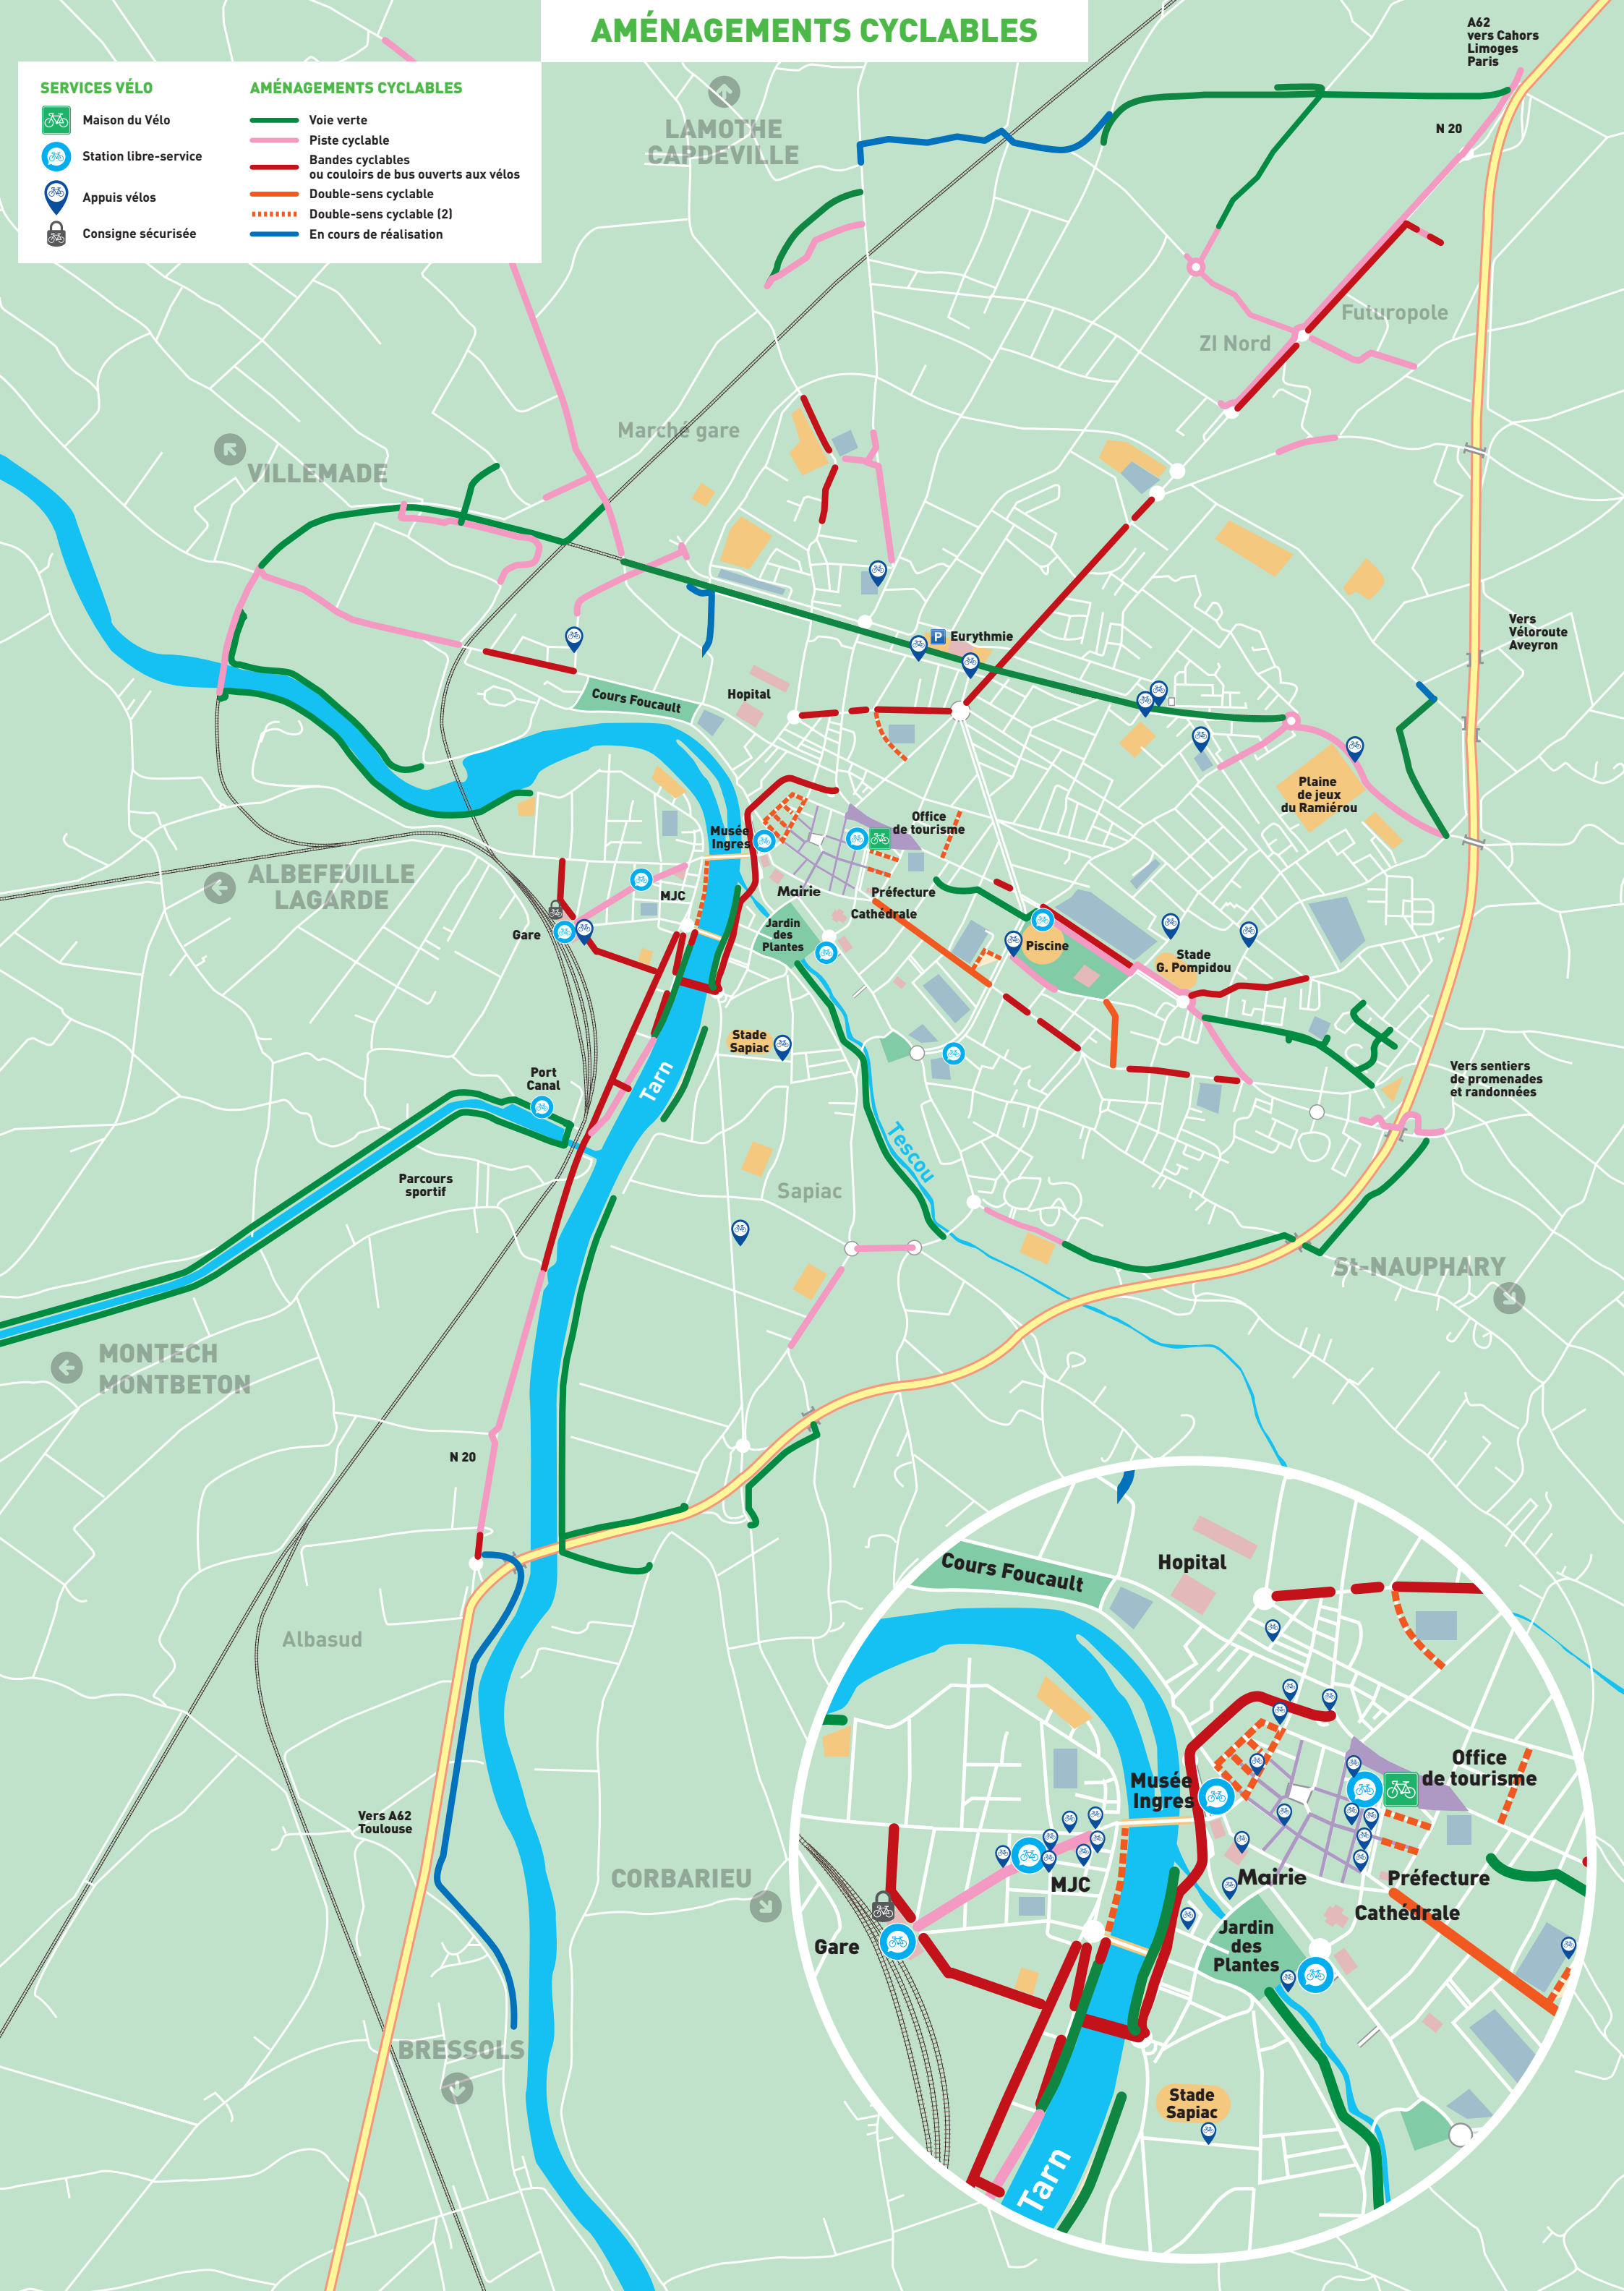 AMÉNAGEMENTS CYCLABLES
SERVICES VÉLO
Maison du Vélo
Station libre-service
Appuis vélos
Consigne sécurisée
AMÉNAGEMENTS CYCLABLES
Voie verte
Piste cyclable
Bandes cyclables
ou couloirs de bus ouverts aux vélos
Double-sens cyclable
Double-sens cyclable (2)
En cours de réalisation
A62
vers Cahors
Limoges
Paris
N 20
LAMOTHE
CAPDEVILLE
Futuropole
ZI Nord
Marché gare
VILLEMADE
Vers
Véloroute
Aveyron
P
Eurythmie
Hopital
Cours Foucault
Plaine
de jeux
du Ramiérou
Office
de tourisme
Musée
Ingres
ALBEFEUILLE
LAGARDE
MJC
Mairie
Préfecture
Cathédrale
Gare
Jardin
des
Plantes
Piscine
Stade
G. Pompidou
Stade
Sapiac
Port
Canal
Tarn
Vers sentiers
de promenades
et randonnées
Tescou
Parcours
sportif
Sapiac
St-NAUPHARY
MONTECH
MONTBETON
N 20
Albasud
Vers A62
Toulouse
CORBARIEU
BRESSOLS
Cours Foucault
Hopital
Musée
Ingres
Office
de tourisme
MJC
Mairie
Préfecture
Cathédrale
Gare
Jardin
des
Plantes
Stade
Sapiac
Tarn